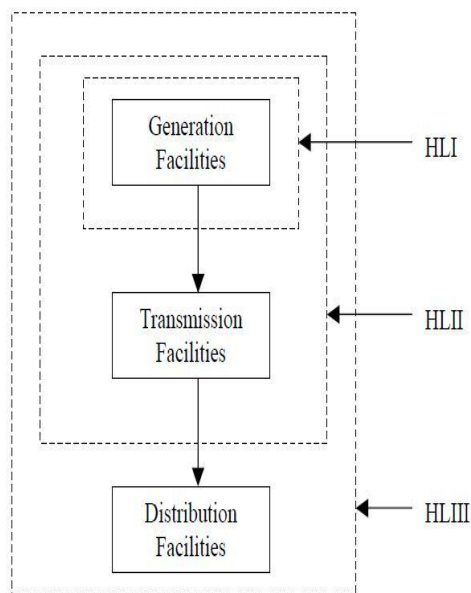 Generation
Facilities
HLI
Transmission
Facilities
HLII
Distribution
Facilities
HLIII